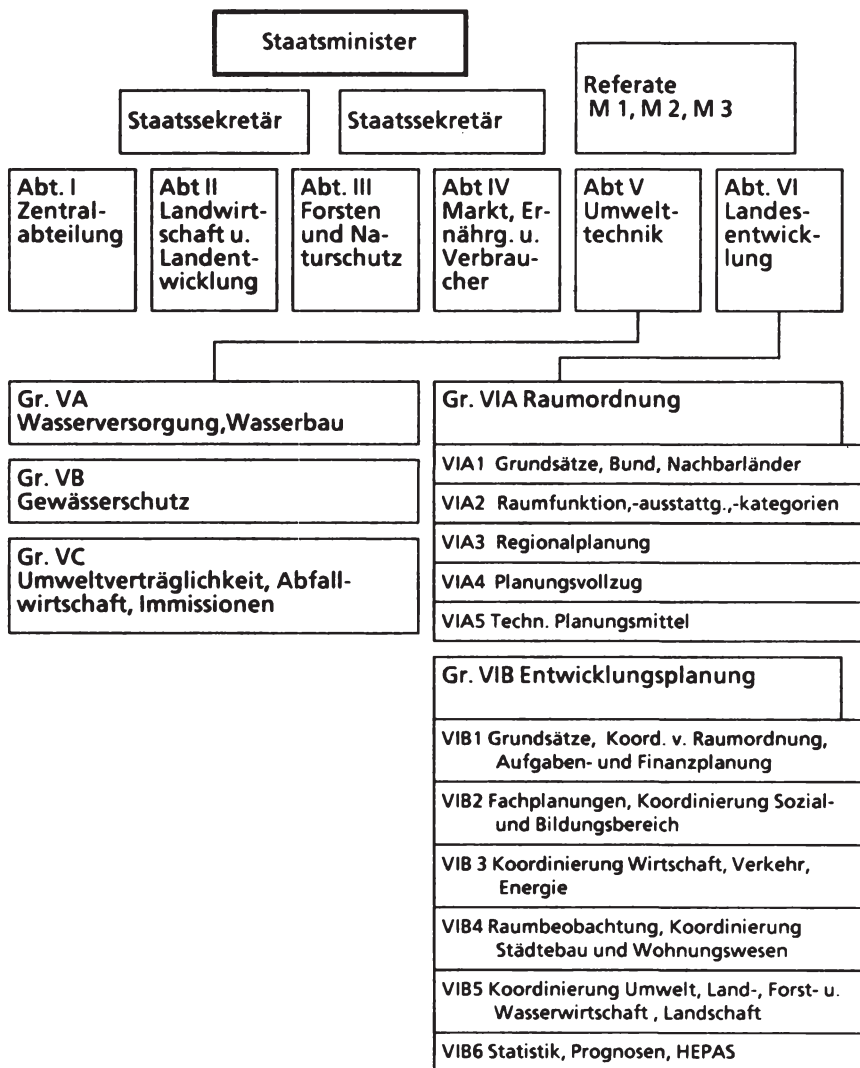 Staatsminister
Referate
M 1, M 2, M 3
Staatssekretär
Staatssekretär
Abt. I
Zentral-
abteilung
Abt II
Landwirt-
schaft u.
Landent-
wicklung
Abt. III
Forsten
und Na-
turschutz
Abt IV
Markt, Er-
nährg. u.
Verbrau-
cher
Abt V
Umwelt-
technik
Abt. VI
Landes-
entwick-
lung
Gr. VA
Wasserversorgung,Wasserbau
Gr. VB
Gewässerschutz
Gr. VC
Umweltverträglichkeit, Abfall-
wirtschaft, Immissionen
Gr. VIA Raumordnung
VIA1 Grundsätze, Bund, Nachbarländer
VIA2 Raumfunktion,-ausstattg.,-kategorien
VIA3 Regionalplanung
VIA4 Planungsvollzug
VIA5 Techn. Planungsmittel
Gr. VIB Entwicklungsplanung
VIB1 Grundsätze, Koord. v. Raumordnung,
Aufgaben- und Finanzplanung
VIB2 Fachplanungen, Koordinierung Sozial-
und Bildungsbereich
VIB 3 Koordinierung Wirtschaft, Verkehr,
Energie
VIB4 Raumbeobachtung, Koordinierung
Städtebau und Wohnungswesen
VIB5 Koordinierung Umwelt, Land-, Forst- u.
Wasserwirtschaft , Landschaft
VIB6 Statistik, Prognosen, HEPAS